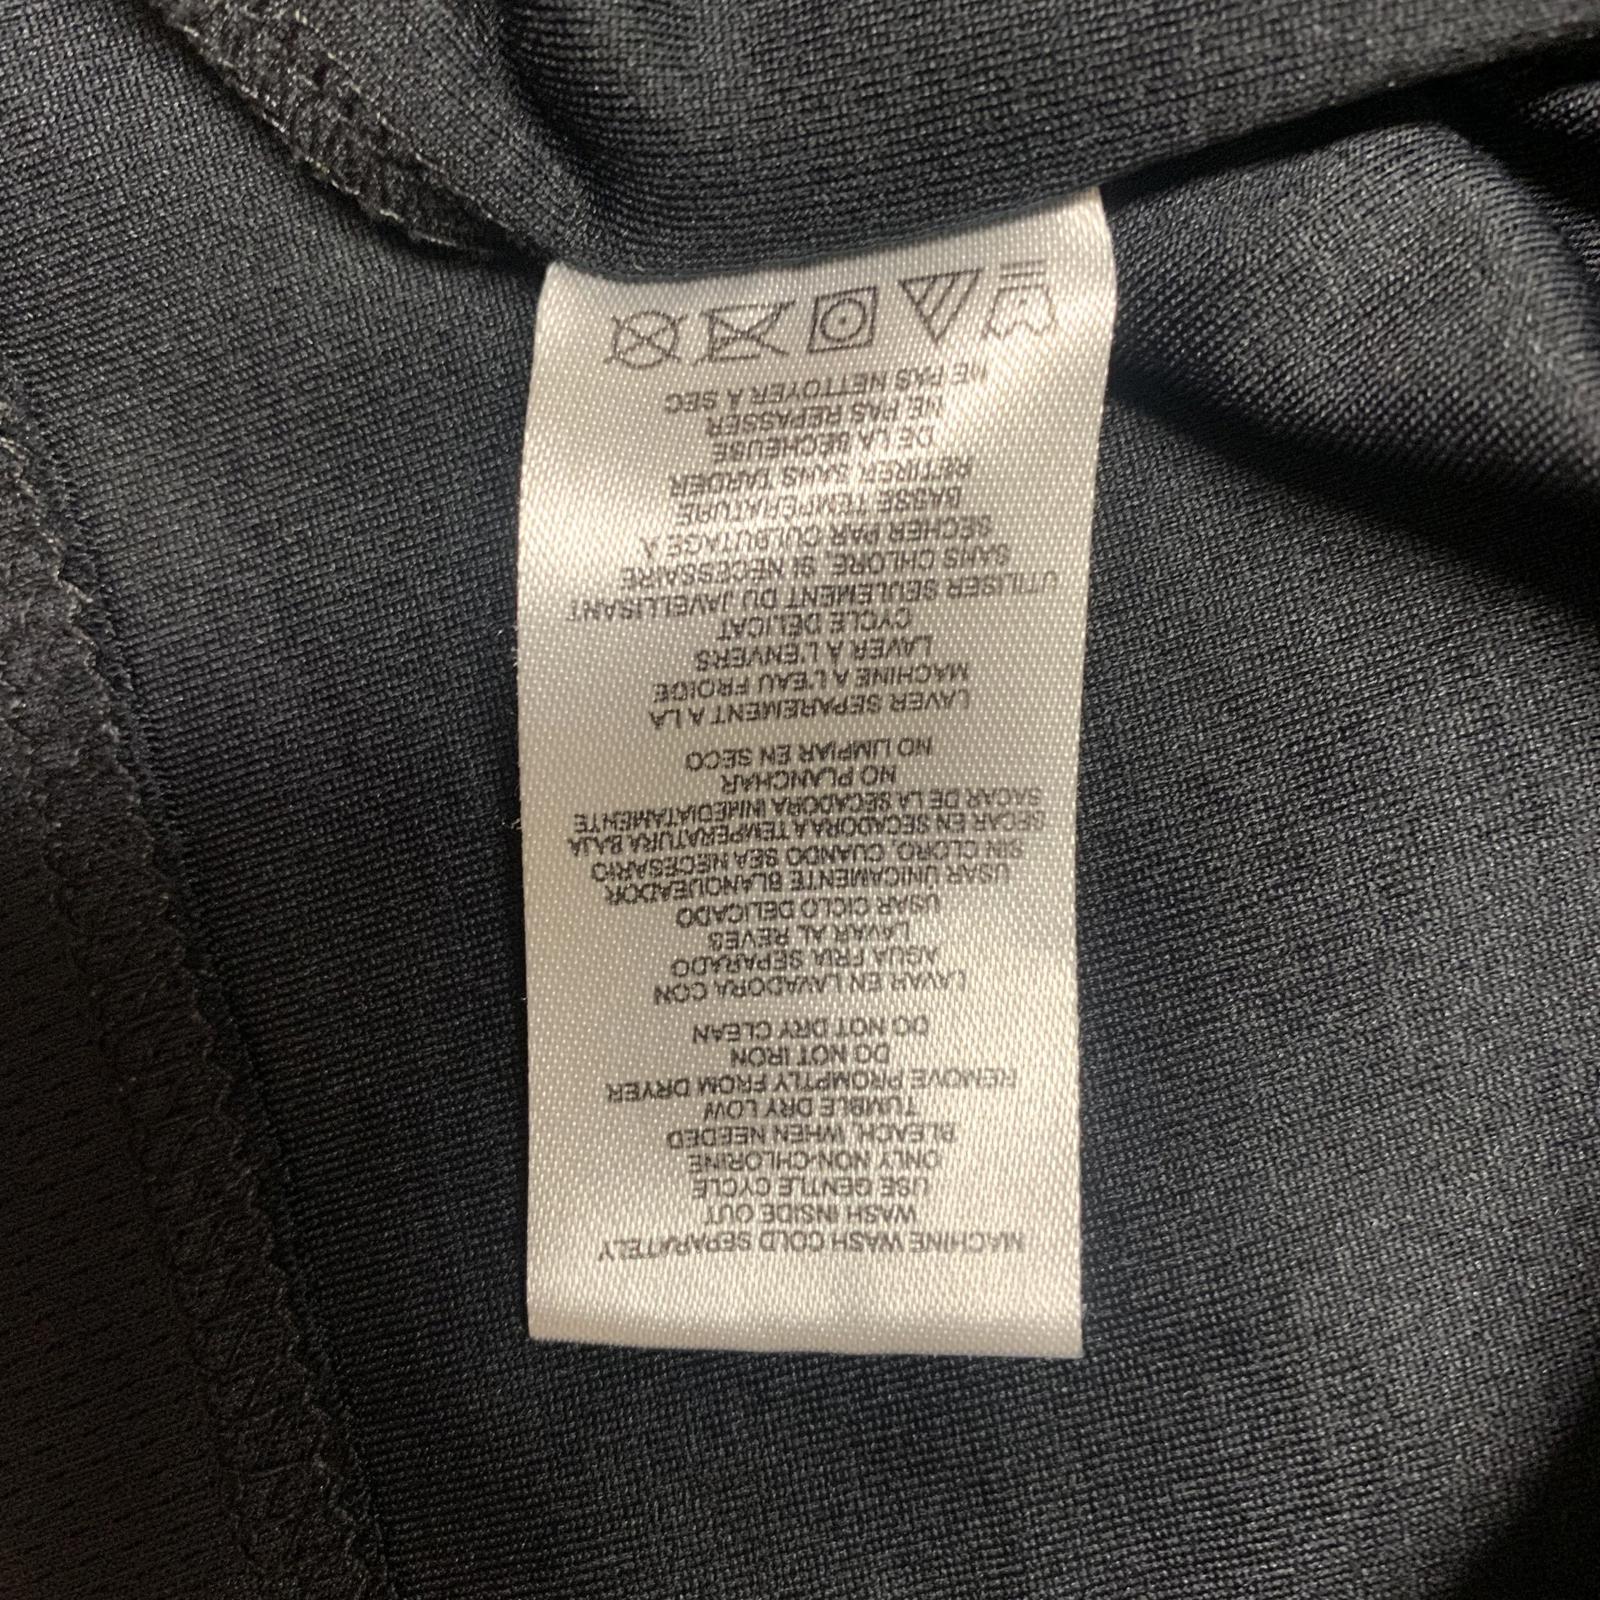 MACHINE WASH COLD SEPARATELY
WASH INSIDE OUT
USE GENTLE CYCLE
ONLY NON-CHLORINE
BLEACH, WHEN NEEDED
TUMBLE DRY LOW
REMOVE PROMPTLY FROM DRYER
DO NOT IRON
DO NOT DRY CLEAN
LAVAR EN LAVADORA CON
AGUA FRIA SEPARADO
LAVAR AL REVES
USAR CICLO DELICADO
USAR UNICAMENTE BLANQUEADOR
SIN CLORO, CUANDO SEA NECESARIO
SECAR EN SECADORA A TEMPERATURA BAJA
SACAR DE LA SECADORA INMEDIATAMENTE
NO PLANCHAR
NO LIMPIAR EN SECO
LAVER SEPAREMENT A LA
MACHINE A L'EAU FROIDE
LAVER A L'ENVERS
CYCLE DELICAT
UTILISER SEULEMENT DU JAVELLISANT
SANS CHLORE, SI NECESSAIRE
SECHER PAR CULBUTAGE A
BASSE TEMPERATURE
RETIRER SANS TARDER
DE LA SECHEUSE
NE PAS REPASSER
NE PAS NETTOYER A SEC